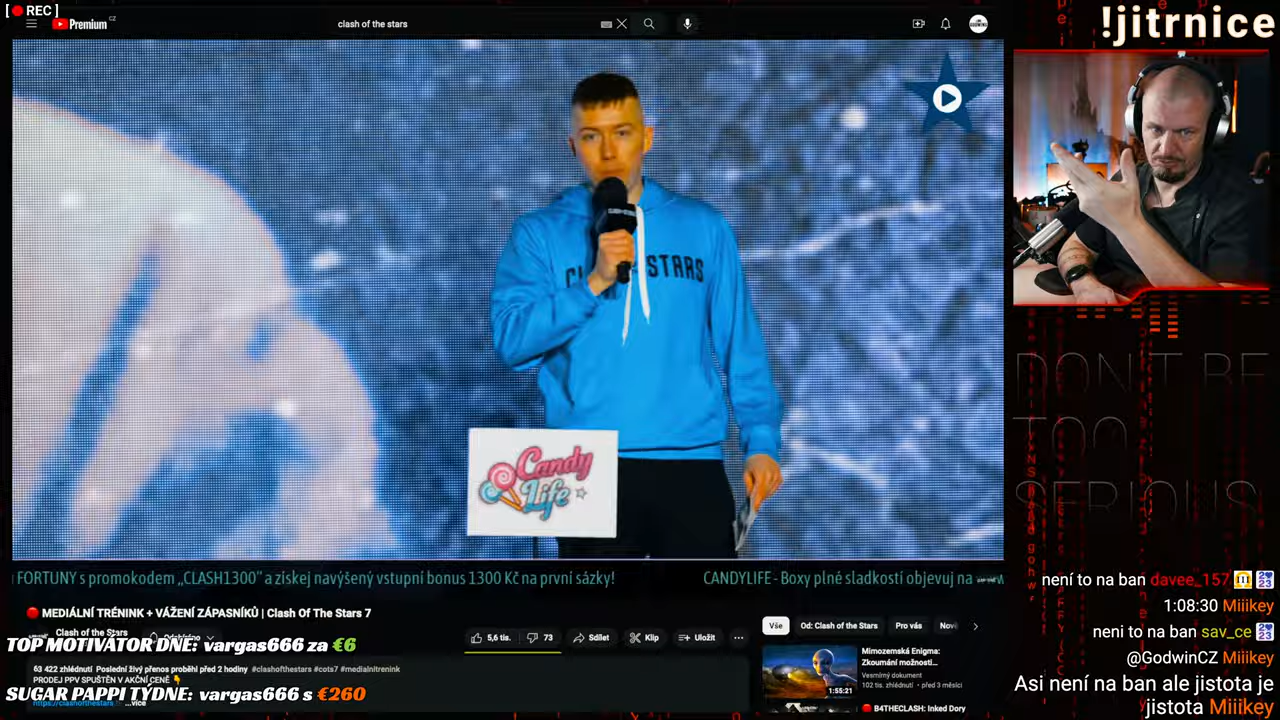 [ REC ]
Premium CZ
clash of the stars
!jitrnice
STARS
Candy
Life
FORTUNY s promokodem „CLASH1300“ a získej navýšený vstupní bonus 1300 Kč na první sázky!
CANDYLIFE - Boxy plné sladkostí objevuj na
MEDIÁLNÍ TRÉNINK + VÁŽENÍ ZÁPASNÍKŮ | Clash Of The Stars 7
Clash of the Stars
5,6 tis.
73
Sdílet
Klip
Uložit
TOP MOTIVÁTOR DNE: vargas666 za €6
63 422 zhlédnutí Poslední živý přenos proběhl před 2 hodiny #clashofthestars #cots7 #medialnitrenink
PRODEJ PPV SPUŠTĚN V AKČNÍ CENĚ
SUGAR PAPPI TÝDNE: vargas666 s €260
https://clashofthestars
...více
Vše
Od: Clash of the Stars
Pro vás
Mimozemská Enigma:
Zkoumání možností...
Vesmírný dokument
102 tis. zhlédnutí • před 3 měsíci
1:55:21
B4THECLASH: Inked Dory
DON'T BE
TOO
SERIOUS
není to na ban davee_157
1:08:30 Miiikey
neni to na ban sav_ce
@GodwinCZ Miiikey
Asi není na ban ale jistota je
jistota Miiikey